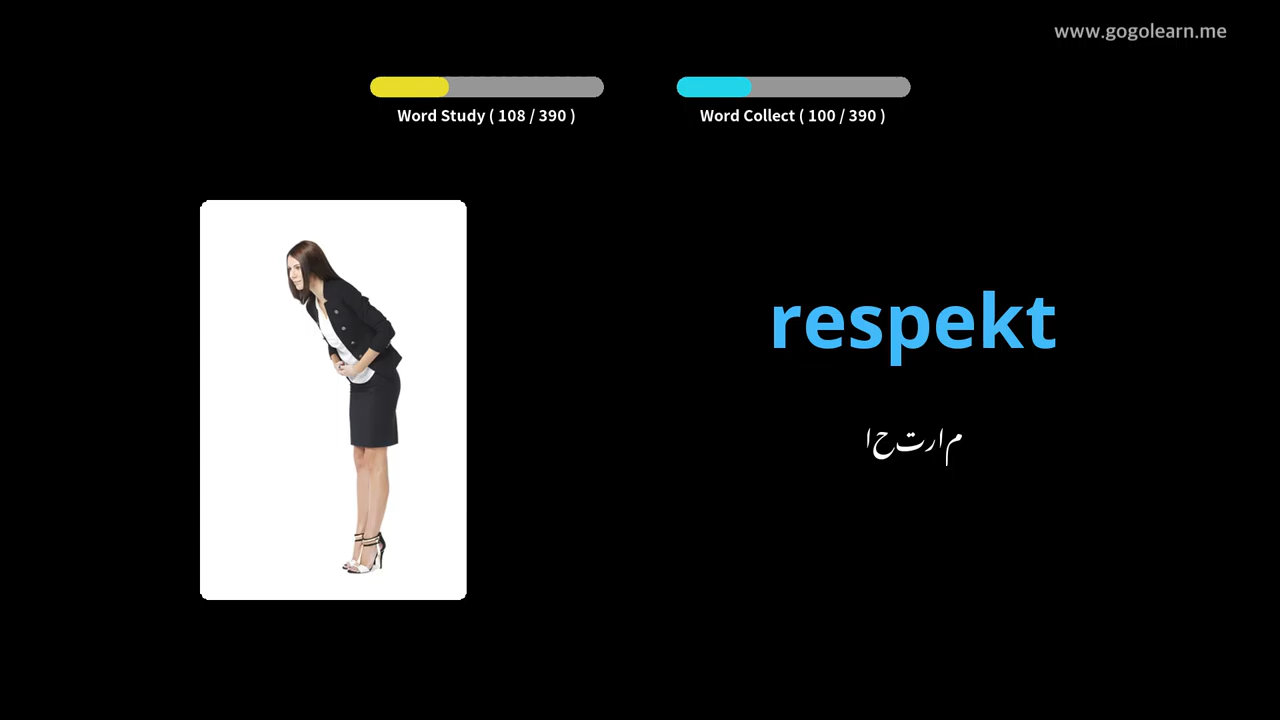 www.gogolearn.me
Word Study ( 108 / 390 )
Word Collect ( 100 / 390 )
respekt
احترام